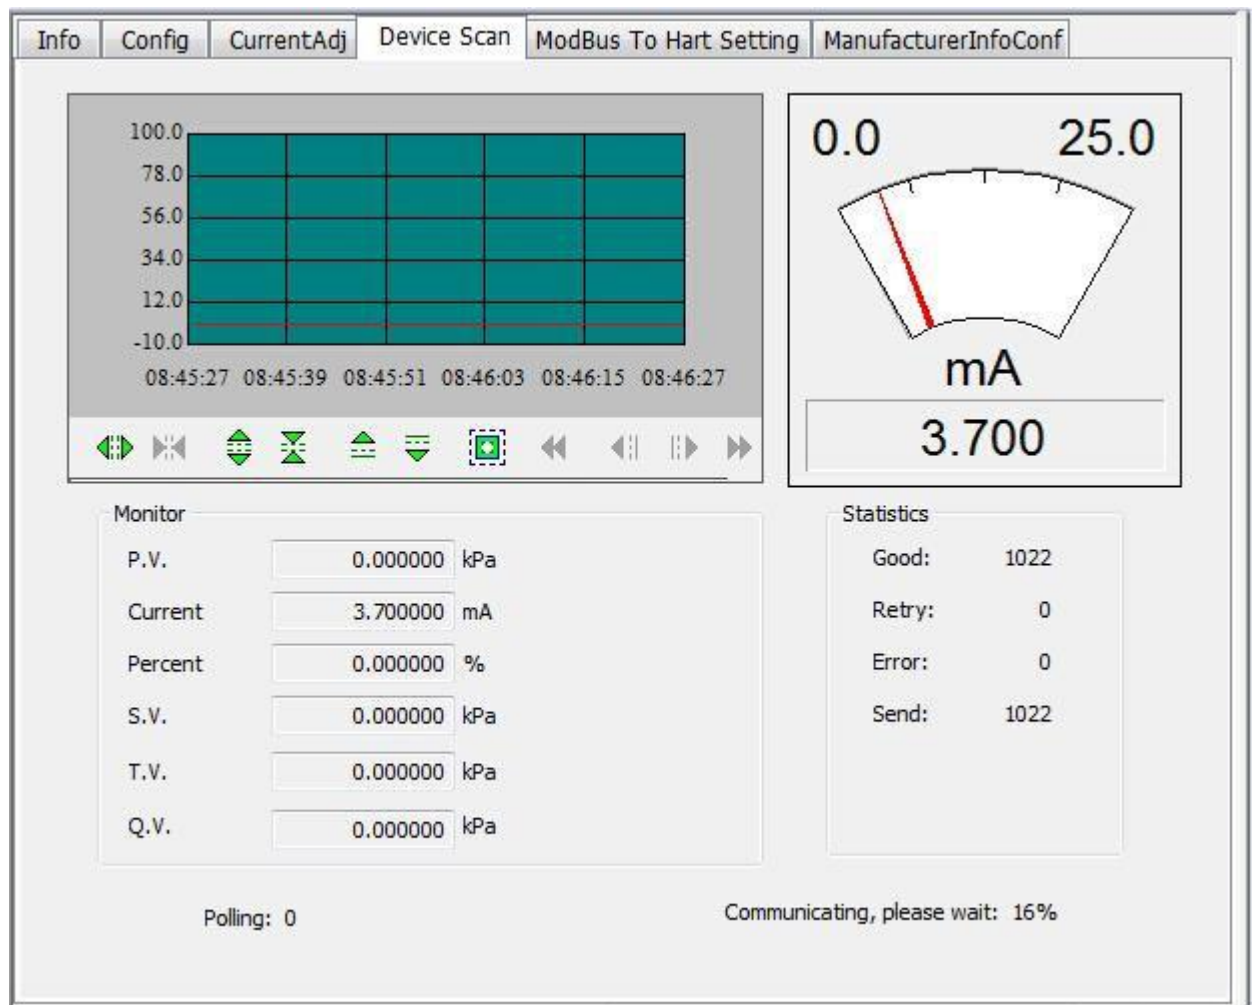 Info Config CurrentAdj Device Scan ModBus To Hart Setting ManufacturerInfoConf
100.0
78.0
56.0
34.0
12.0
-10.0
08:45:27 08:45:39 08:45:51 08:46:03 08:46:15 08:46:27
0.0 25.0
mA
3.700
Monitor
P.V. 0.000000 kPa
Current 3.700000 mA
Percent 0.000000 %
S.V. 0.000000 kPa
T.V. 0.000000 kPa
Q.V. 0.000000 kPa
Statistics
Good: 1022
Retry: 0
Error: 0
Send: 1022
Polling: 0
Communicating, please wait: 16%